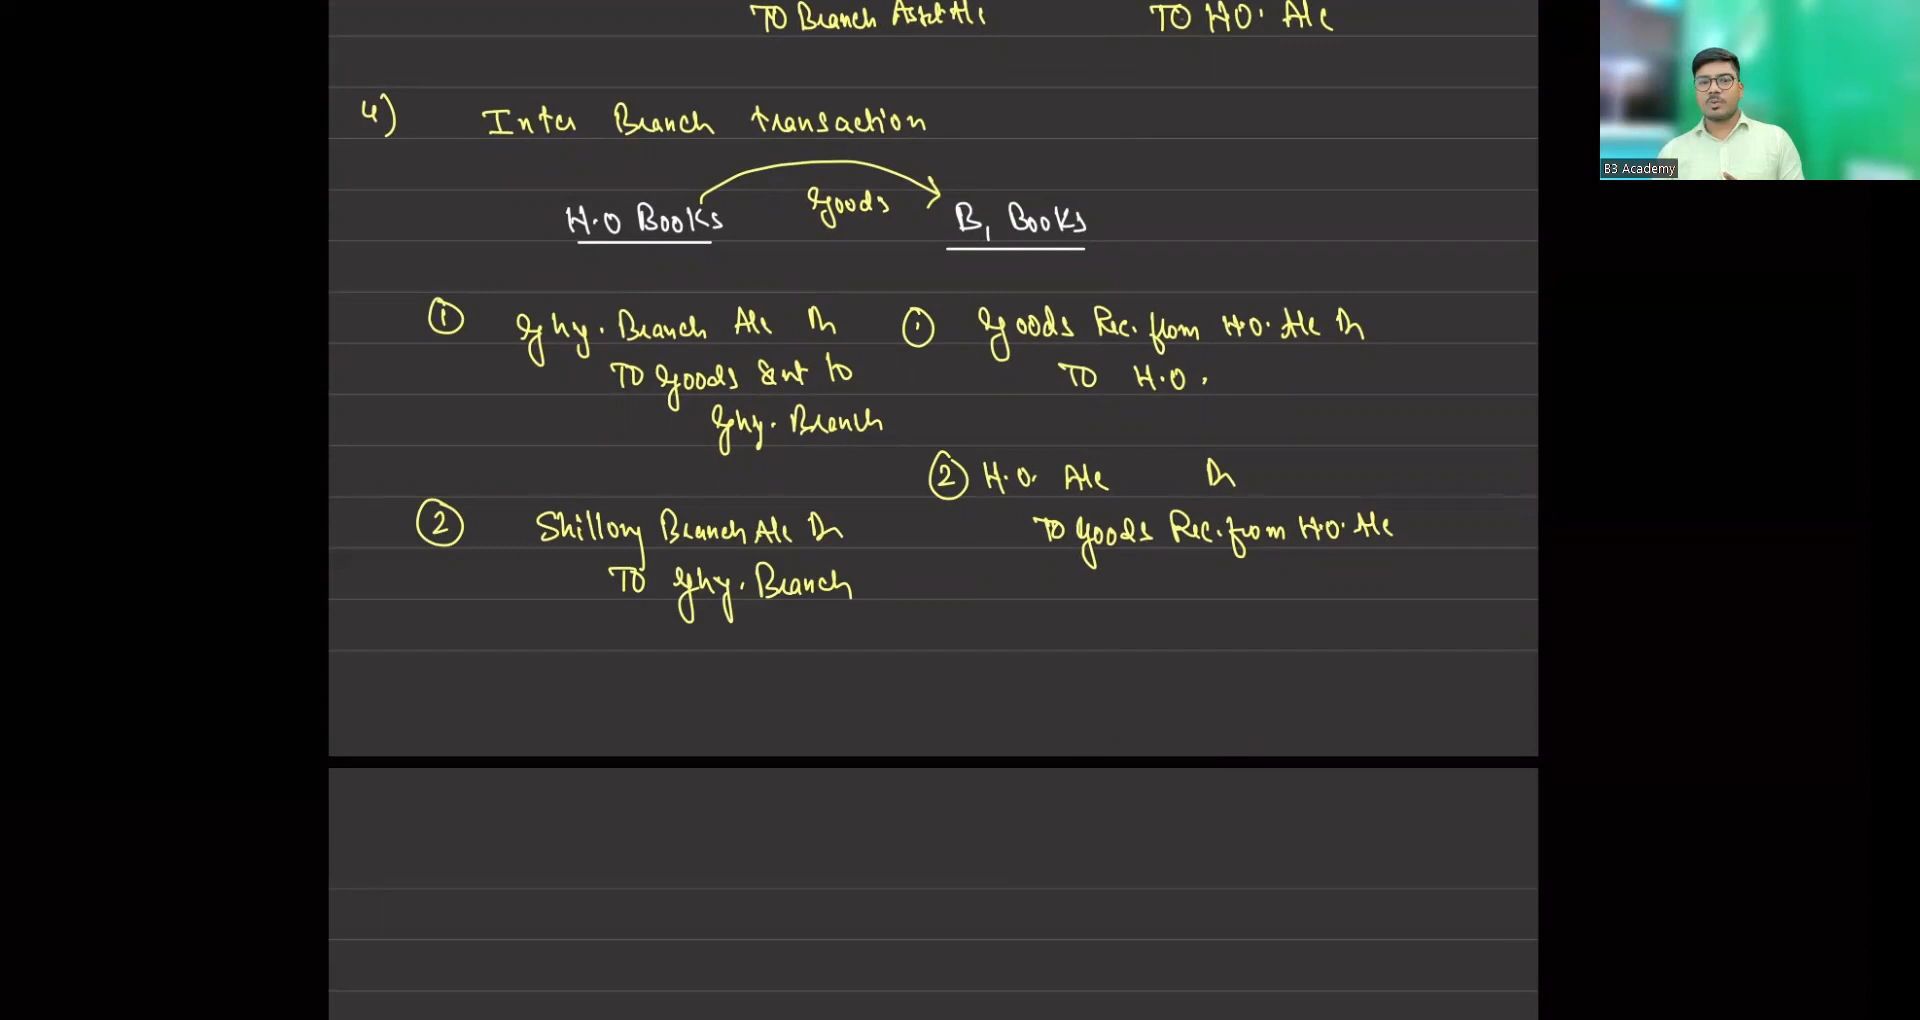 TO Branch Asset A/c TO H.O. A/c
4) Inter Branch transaction
goods
H.O Books B1 Books
① Ghy. Branch A/c Dr ① Goods Rec. from H.O. A/c Dr
TO goods sent to TO H.O.
Ghy. Branch
② H.O. A/c Dr
② Shillong Branch A/c Dr TO goods Rec. from H.O. A/c
TO Ghy. Branch
B3 Academy